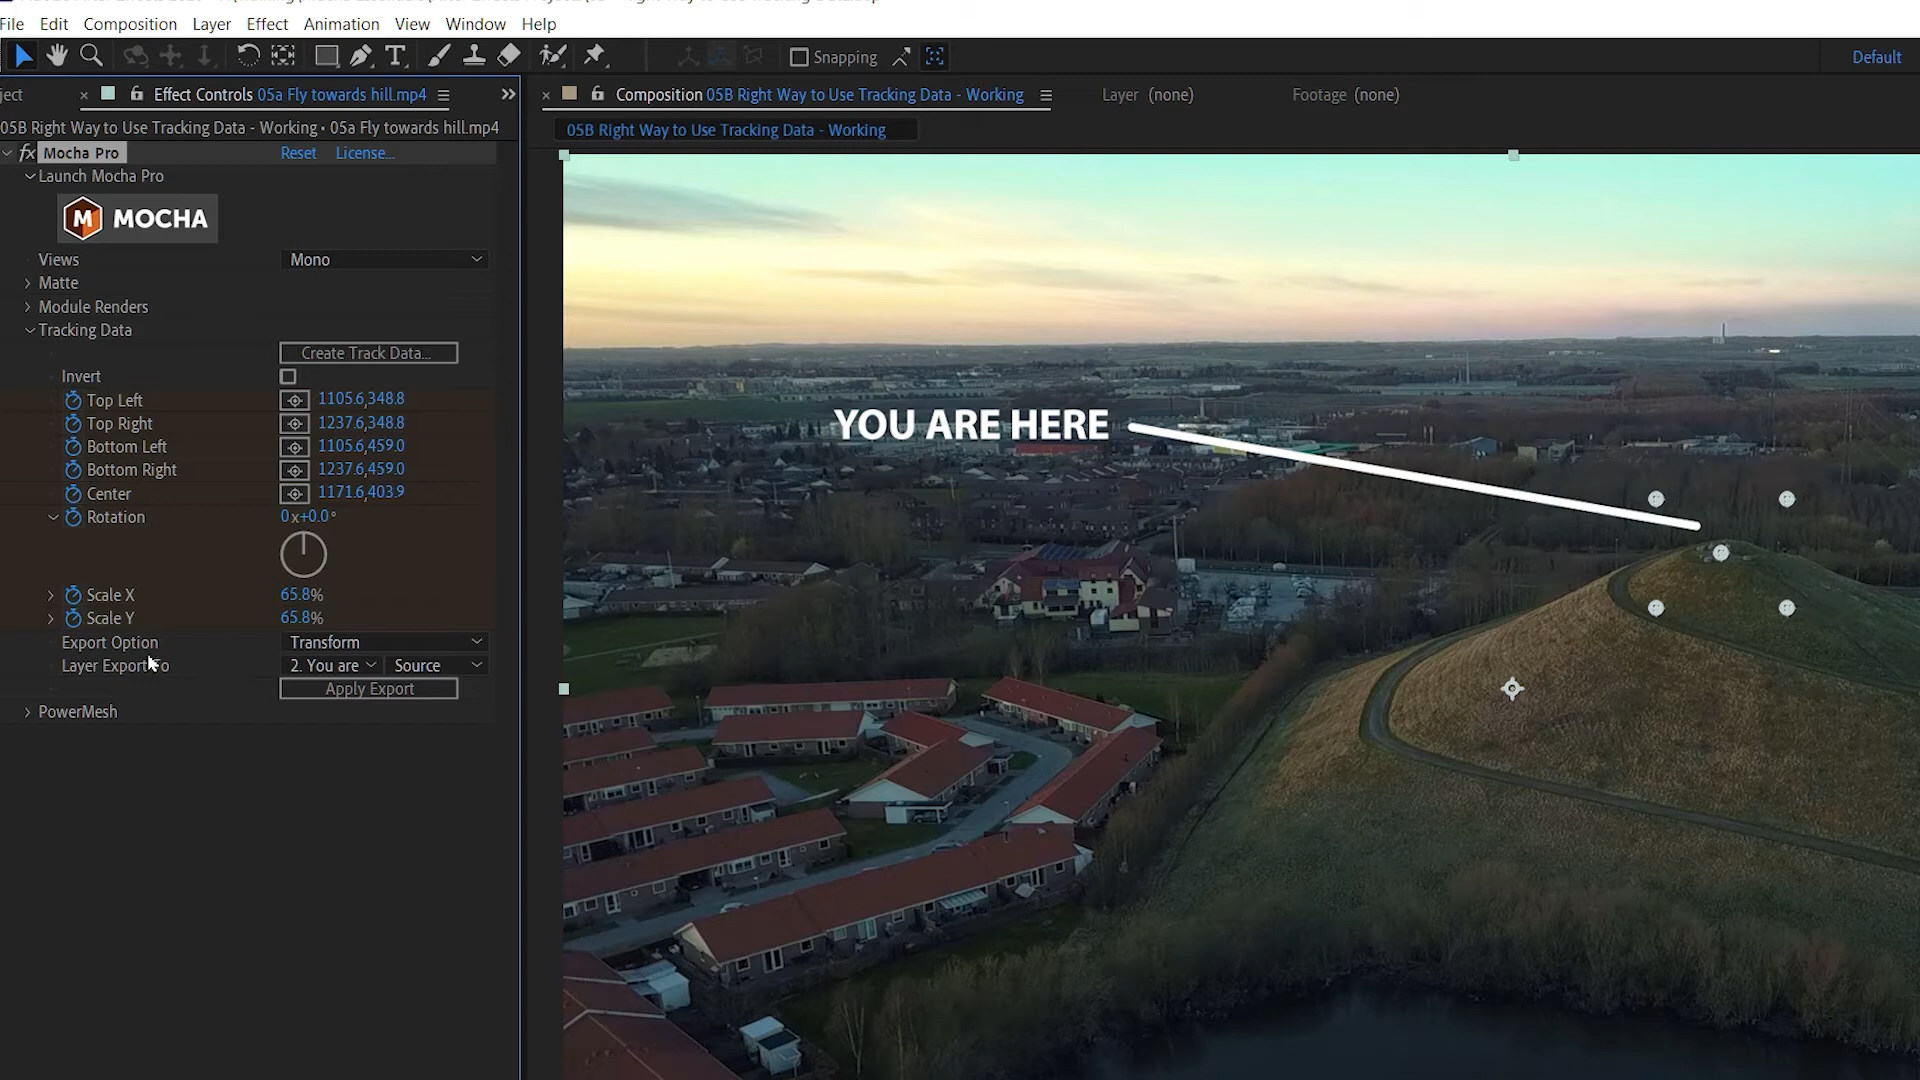 File Edit Composition Layer Effect Animation View Window Help
Snapping
Default
ject
Effect Controls 05a Fly towards hill.mp4
Composition 05B Right Way to Use Tracking Data - Working
Layer (none)
Footage (none)
05B Right Way to Use Tracking Data - Working • 05a Fly towards hill.mp4
05B Right Way to Use Tracking Data - Working
fx Mocha Pro Reset License...
Launch Mocha Pro
M MOCHA
Views Mono
Matte
Module Renders
Tracking Data
Create Track Data...
Invert
Top Left 1105.6,348.8
Top Right 1237.6,348.8
Bottom Left 1105.6,459.0
Bottom Right 1237.6,459.0
Center 1171.6,403.9
Rotation 0x+0.0°
Scale X 65.8%
Scale Y 65.8%
Export Option Transform
Layer Export To 2. You are Source
Apply Export
PowerMesh
YOU ARE HERE